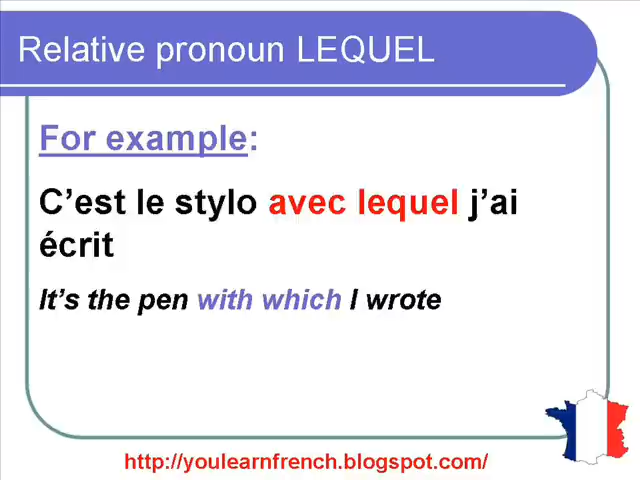 Relative pronoun LEQUEL
For example:
C’est le stylo avec lequel j’ai
écrit
It’s the pen with which I wrote
http://youlearnfrench.blogspot.com/